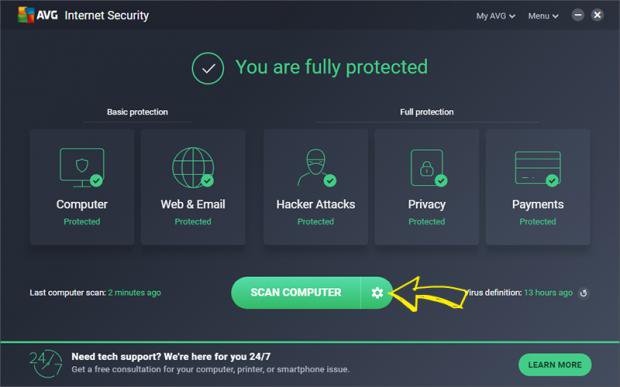 AVG Internet Security
My AVG
Menu
You are fully protected
Basic protection
Full protection
Computer
Protected
Web & Email
Protected
Hacker Attacks
Protected
Privacy
Protected
Payments
Protected
Last computer scan: 2 minutes ago
SCAN COMPUTER
Virus definition: 13 hours ago
24/7
Need tech support? We're here for you 24/7
Get a free consultation for your computer, printer, or smartphone issue.
LEARN MORE